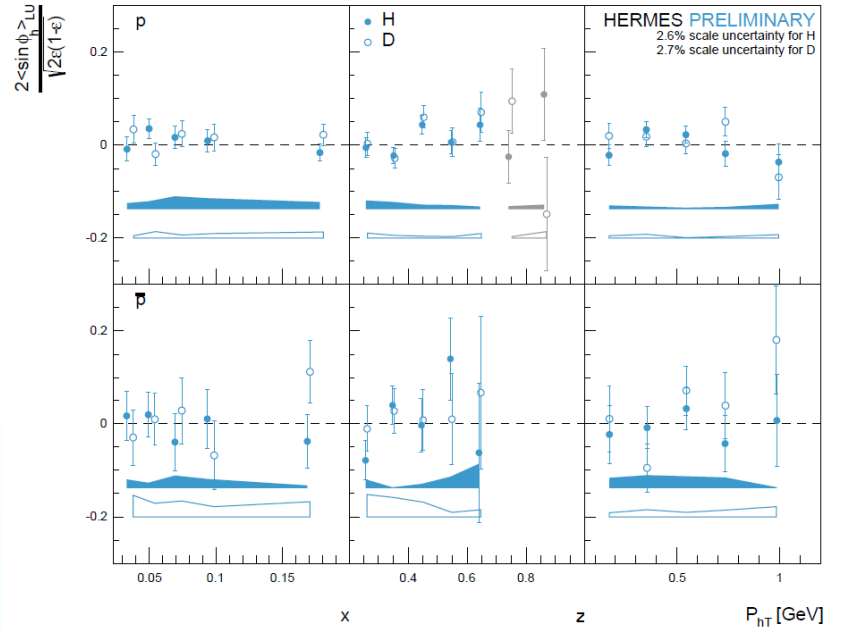 2<sin ϕh>LU
√2ε(1-ε)
p
H
D
HERMES PRELIMINARY
2.6% scale uncertainty for H
2.7% scale uncertainty for D
0.2
0
-0.2
p̅
0.2
0
-0.2
0.05 0.1 0.15
0.4 0.6 0.8
0.5 1
x
z
PhT [GeV]